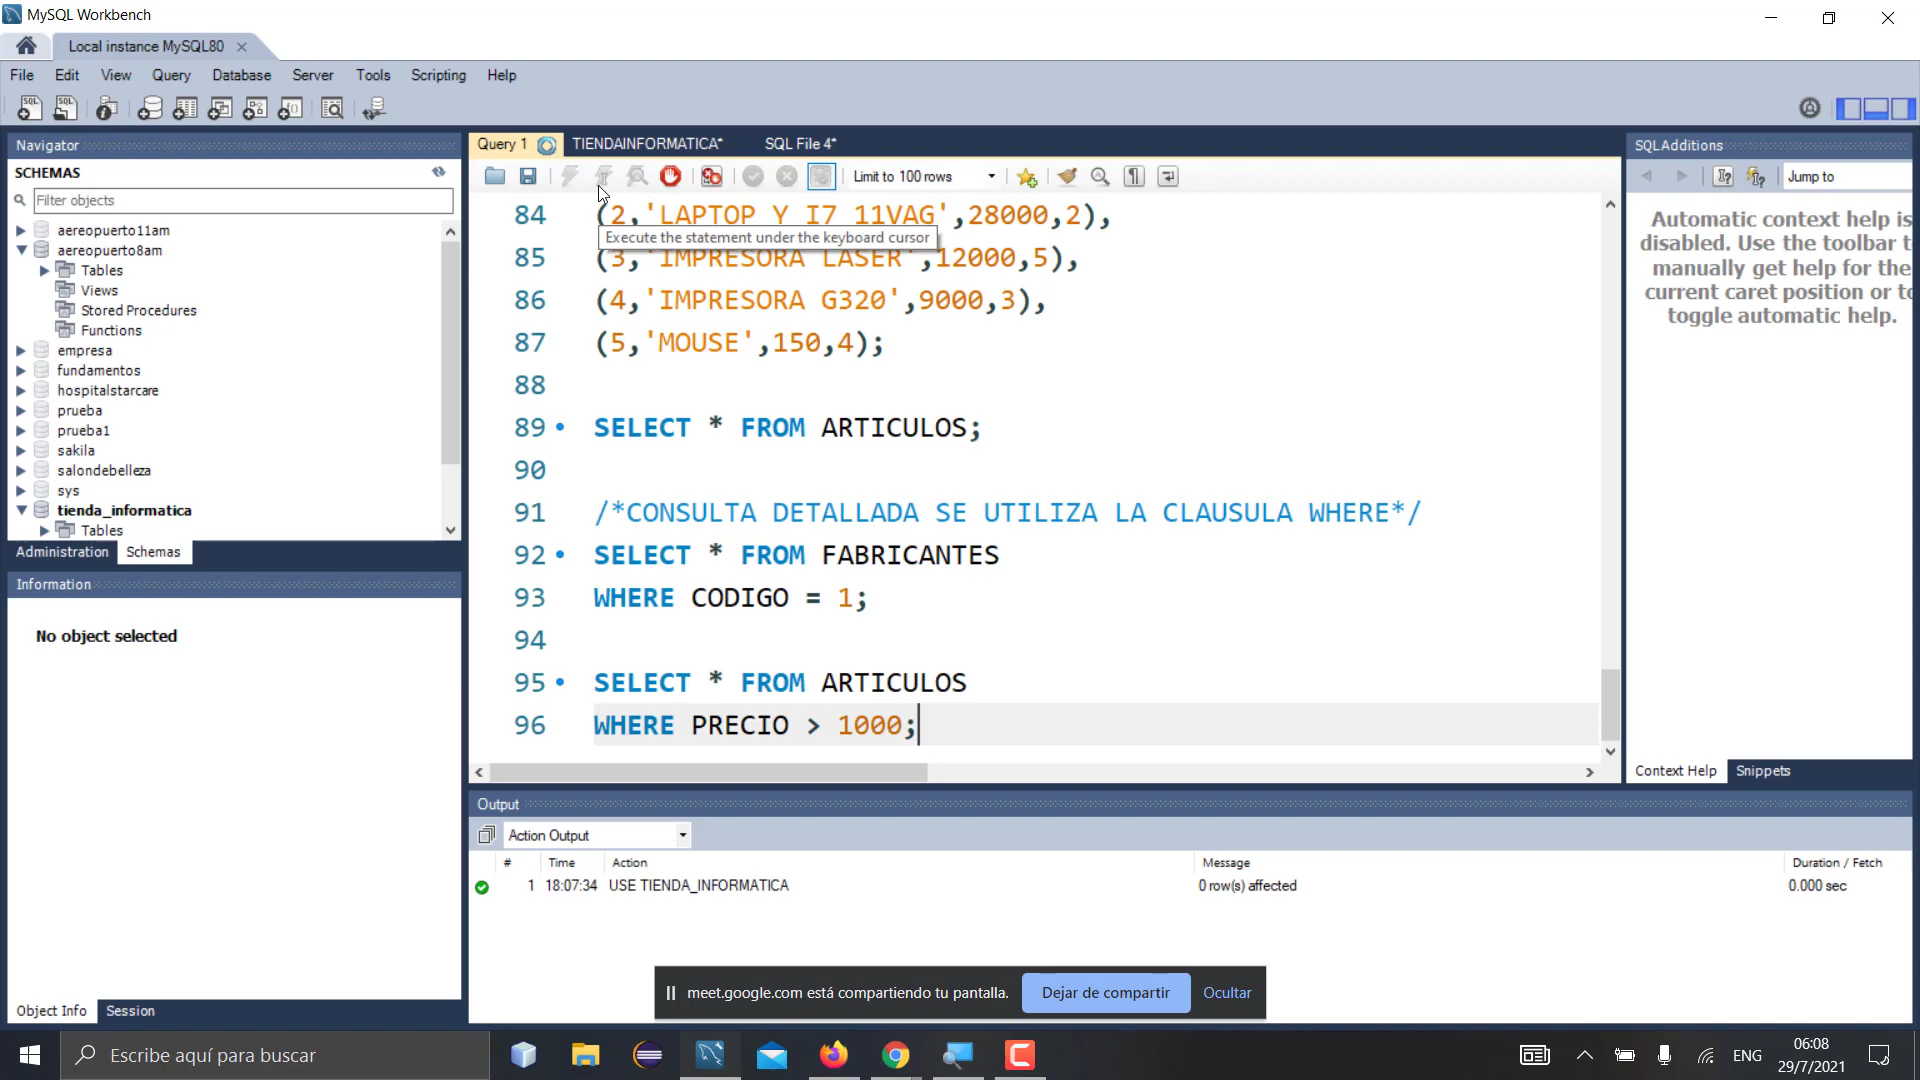 MySQL Workbench
Local instance MySQL80
File Edit View Query Database Server Tools Scripting Help
Navigator
SCHEMAS
Filter objects
aereopuerto11am
aereopuerto8am
Tables
Views
Stored Procedures
Functions
empresa
fundamentos
hospitalstarcare
prueba
prueba1
sakila
salondebelleza
sys
tienda_informatica
Tables
Administration Schemas
Information
No object selected
Object Info Session
Query 1 TIENDAINFORMATICA* SQL File 4*
Limit to 100 rows
84 (2,'LAPTOP Y I7 11VAG',28000,2),
Execute the statement under the keyboard cursor
85 (3,'IMPRESORA LASER',12000,5),
86 (4,'IMPRESORA G320',9000,3),
87 (5,'MOUSE',150,4);
88
89 SELECT * FROM ARTICULOS;
90
91 /*CONSULTA DETALLADA SE UTILIZA LA CLAUSULA WHERE*/
92 SELECT * FROM FABRICANTES
93 WHERE CODIGO = 1;
94
95 SELECT * FROM ARTICULOS
96 WHERE PRECIO > 1000;
SQLAdditions
Jump to
Automatic context help is
disabled. Use the toolbar t
manually get help for the
current caret position or to
toggle automatic help.
Context Help Snippets
Output
Action Output
# Time Action Message Duration / Fetch
1 18:07:34 USE TIENDA_INFORMATICA 0 row(s) affected 0.000 sec
meet.google.com está compartiendo tu pantalla. Dejar de compartir Ocultar
Escribe aquí para buscar
ENG
06:08
29/7/2021